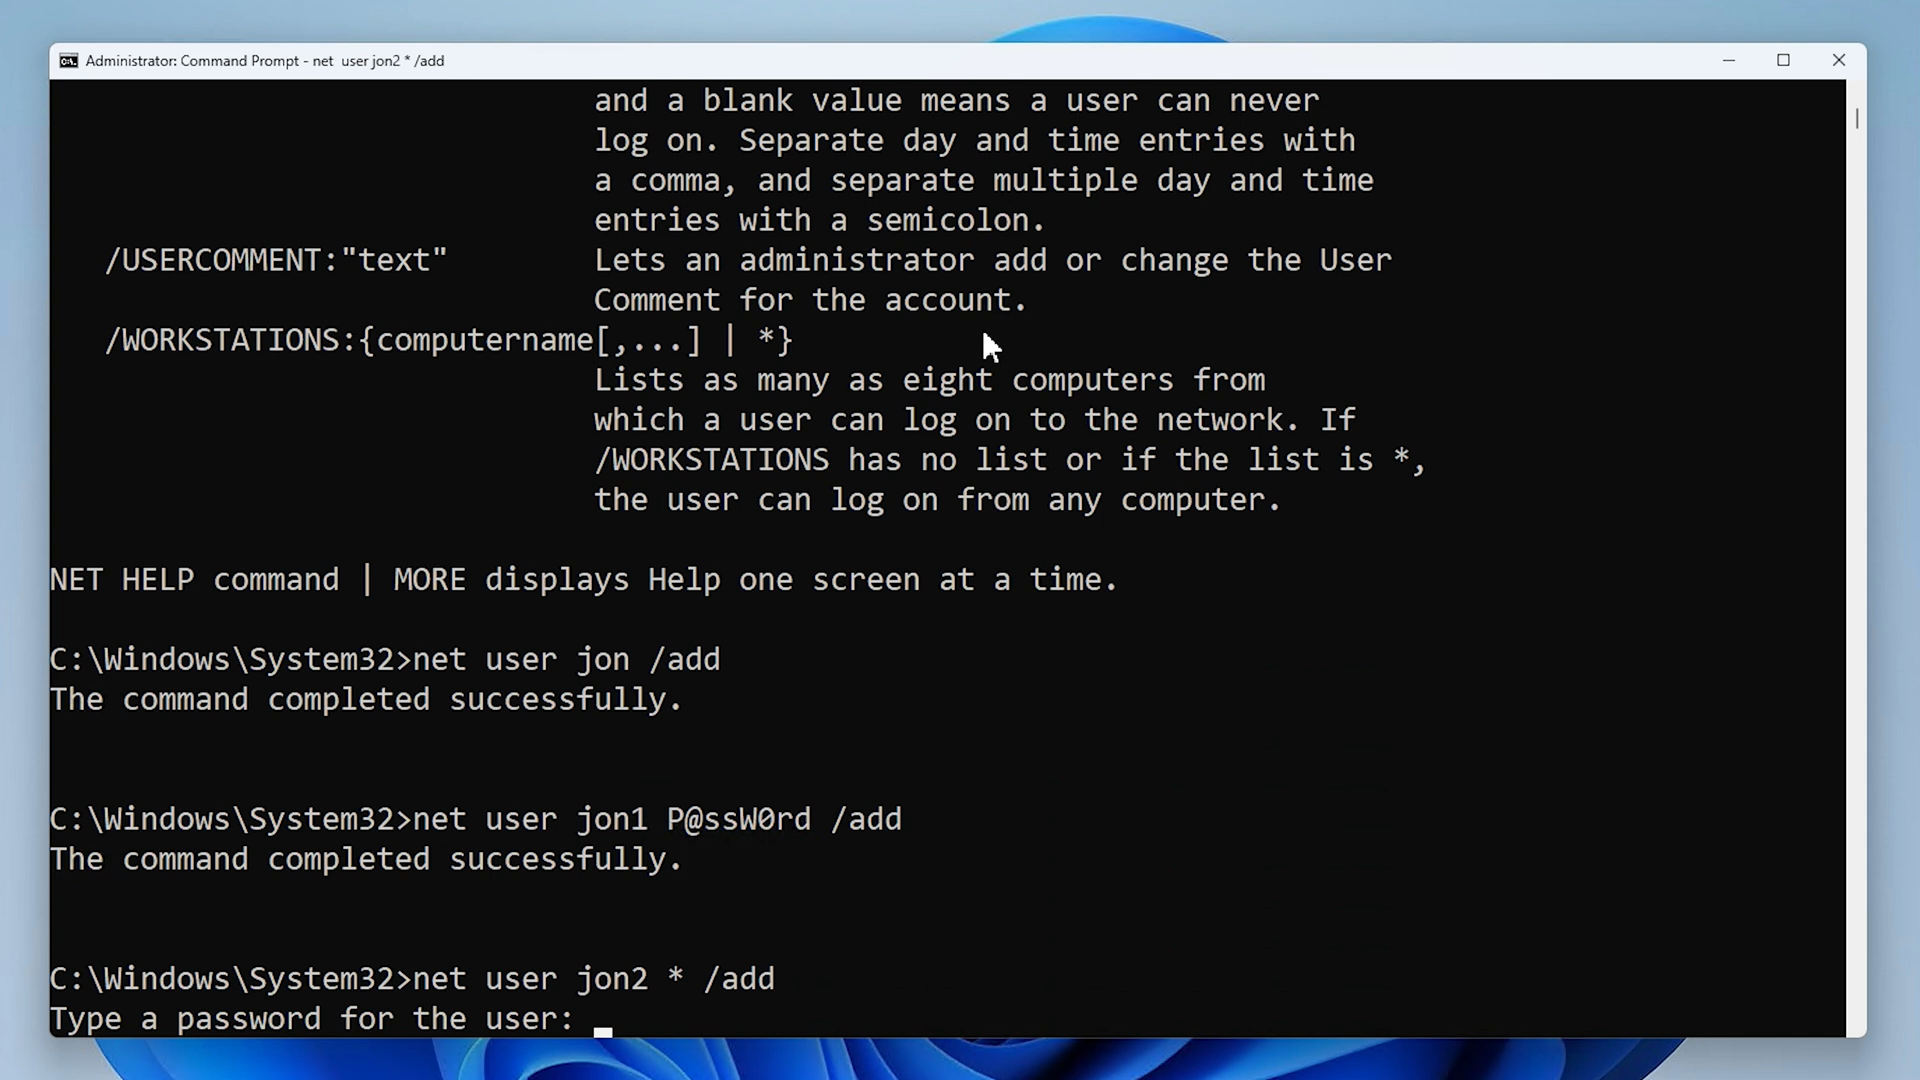 Administrator: Command Prompt - net  user jon2 * /add
and a blank value means a user can never
log on. Separate day and time entries with
a comma, and separate multiple day and time
entries with a semicolon.
/USERCOMMENT:"text" Lets an administrator add or change the User
Comment for the account.
/WORKSTATIONS:{computername[,...] | *}
Lists as many as eight computers from
which a user can log on to the network. If
/WORKSTATIONS has no list or if the list is *,
the user can log on from any computer.
NET HELP command | MORE displays Help one screen at a time.
C:\Windows\System32>net user jon /add
The command completed successfully.
C:\Windows\System32>net user jon1 P@ssW0rd /add
The command completed successfully.
C:\Windows\System32>net user jon2 * /add
Type a password for the user: